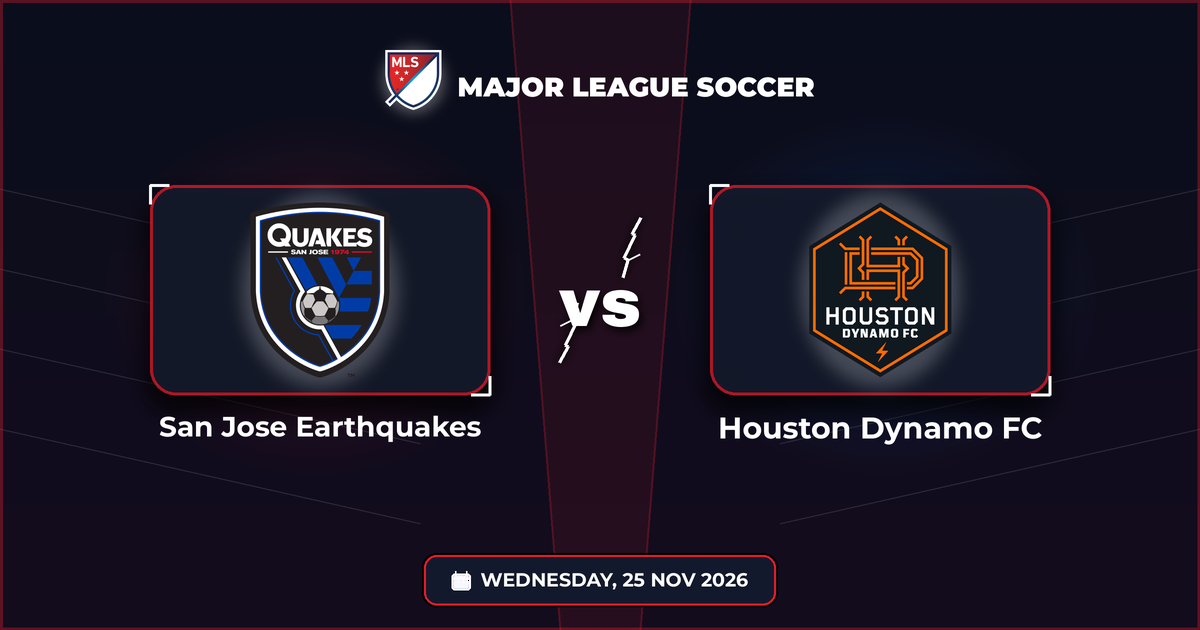 MLS
MAJOR LEAGUE SOCCER
QUAKES
SAN JOSE 1974
HD
HOUSTON
DYNAMO FC
VS
San Jose Earthquakes
Houston Dynamo FC
WEDNESDAY, 25 NOV 2026